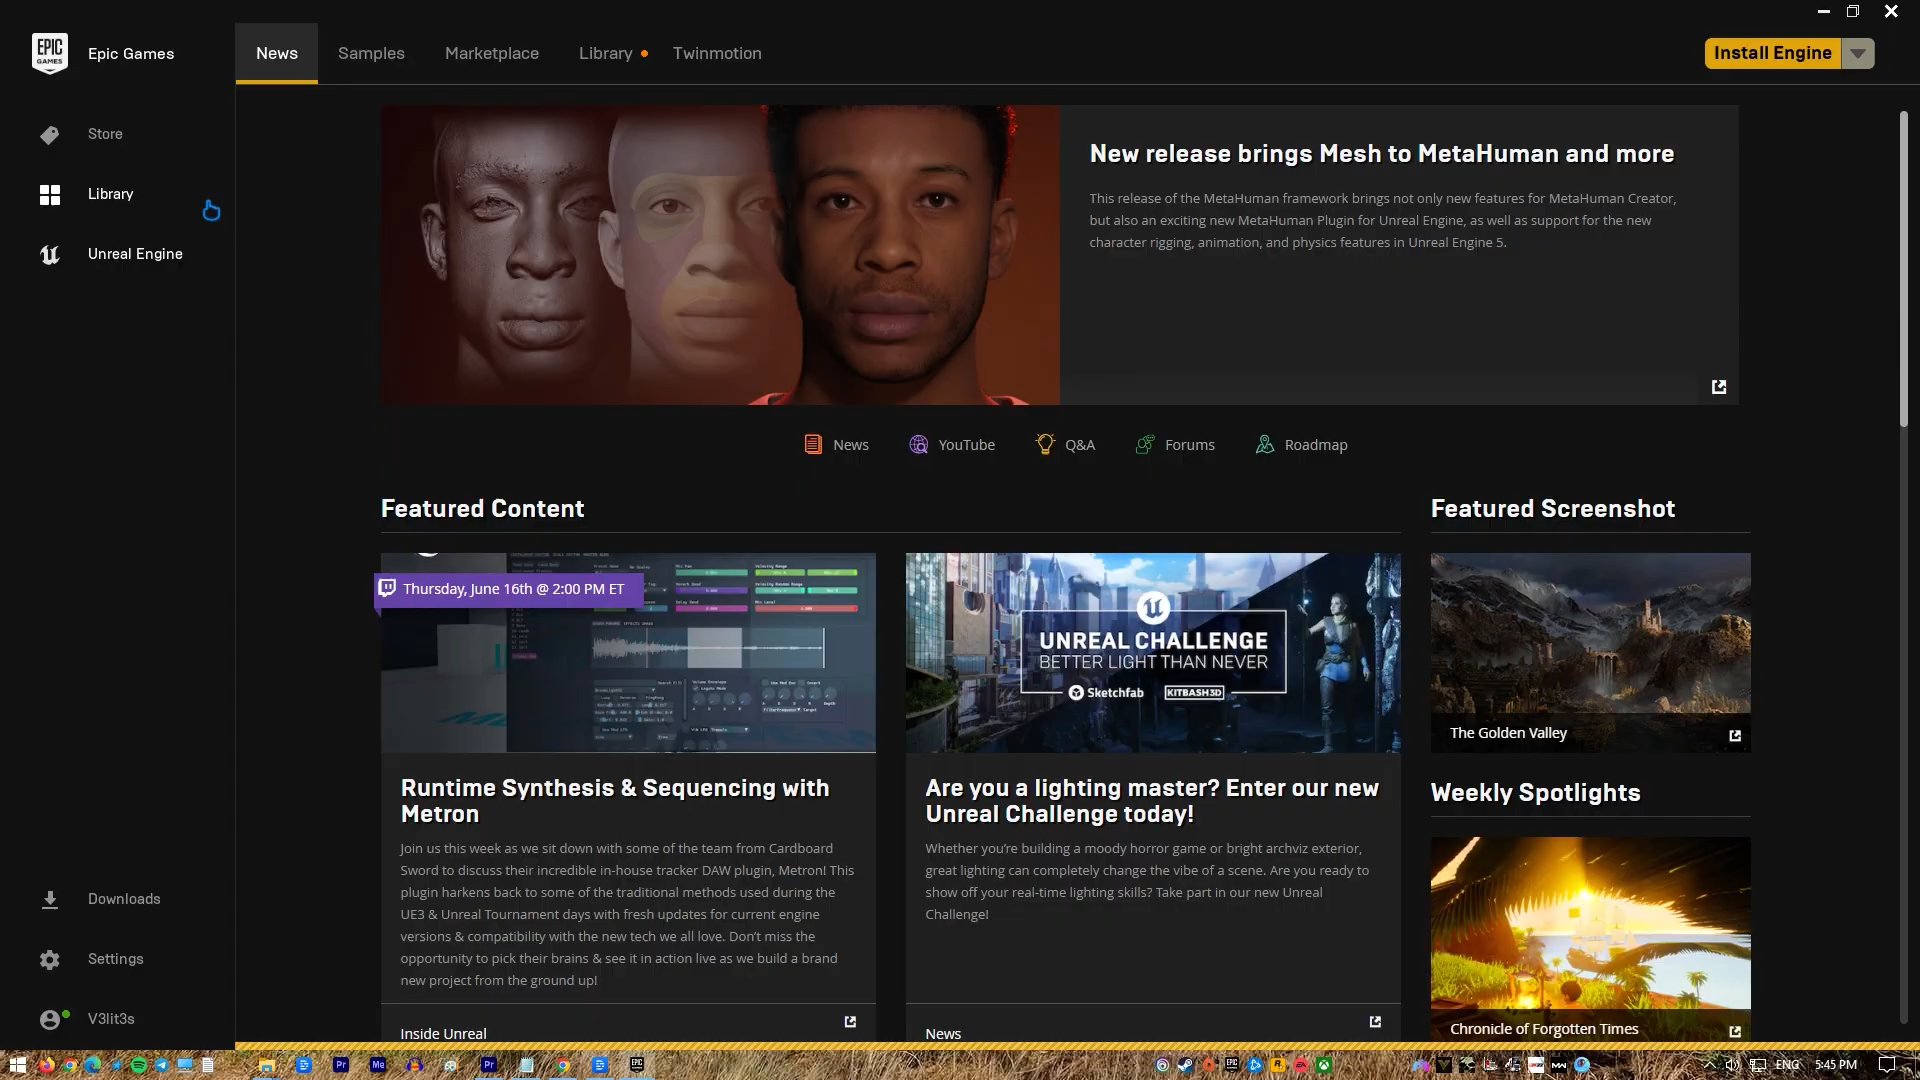 EPIC GAMES
Epic Games
News
Samples
Marketplace
Library
Twinmotion
Install Engine
Store
Library
Unreal Engine
New release brings Mesh to MetaHuman and more
This release of the MetaHuman framework brings not only new features for MetaHuman Creator,
but also an exciting new MetaHuman Plugin for Unreal Engine, as well as support for the new
character rigging, animation, and physics features in Unreal Engine 5.
News
YouTube
Q&A
Forums
Roadmap
Featured Content
Featured Screenshot
Thursday, June 16th @ 2:00 PM ET
UNREAL CHALLENGE
BETTER LIGHT THAN NEVER
Sketchfab
KITBASH3D
The Golden Valley
Runtime Synthesis & Sequencing with
Metron
Join us this week as we sit down with some of the team from Cardboard
Sword to discuss their incredible in-house tracker DAW plugin, Metron! This
plugin harkens back to some of the traditional methods used during the
UE3 & Unreal Tournament days with fresh updates for current engine
versions & compatibility with the new tech we all love. Don't miss the
opportunity to pick their brains & see it in action live as we build a brand
new project from the ground up!
Inside Unreal
Are you a lighting master? Enter our new
Unreal Challenge today!
Whether you're building a moody horror game or bright archviz exterior,
great lighting can completely change the vibe of a scene. Are you ready to
show off your real-time lighting skills? Take part in our new Unreal
Challenge!
News
Weekly Spotlights
Chronicle of Forgotten Times
Downloads
Settings
V3lit3s
Pr
Me
Pr
EPIC
EPIC
MW
ENG
5:45 PM